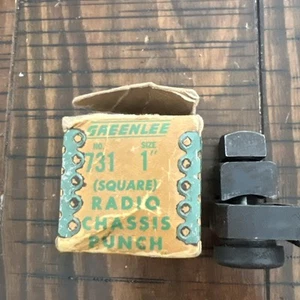 GREENLEE
NO. SIZE
731 1"
(SQUARE)
RADIO
CHASSIS
PUNCH